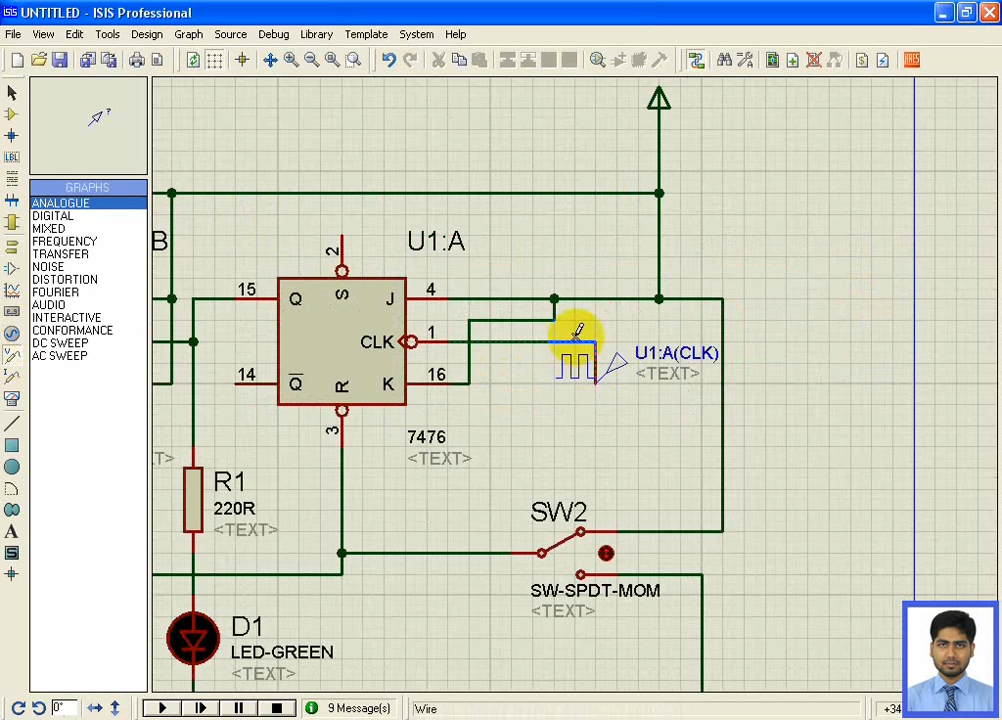 isis UNTITLED - ISIS Professional
File View Edit Tools Design Graph Source Debug Library Template System Help
LBL
A
S
?
GRAPHS
ANALOGUE
DIGITAL
MIXED
FREQUENCY
TRANSFER
NOISE
DISTORTION
FOURIER
AUDIO
INTERACTIVE
CONFORMANCE
DC SWEEP
AC SWEEP
ARES
B
U1:A
2
15 Q S J 4
CLK 1
14 Q R K 16
3
7476
<TEXT>
U1:A(CLK)
<TEXT>
T>
R1
220R
<TEXT>
SW2
SW-SPDT-MOM
<TEXT>
D1
LED-GREEN
<TEXT>
0°
9 Message(s)
Wire
+34